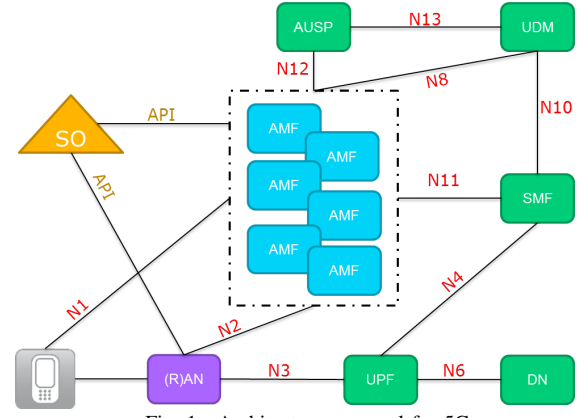 AUSP
N13
UDM
N12
N8
API
AMF
N10
SO
AMF
API
AMF
N11
SMF
AMF
AMF
N4
AMF
N1
N2
(R)AN
N3
UPF
N6
DN